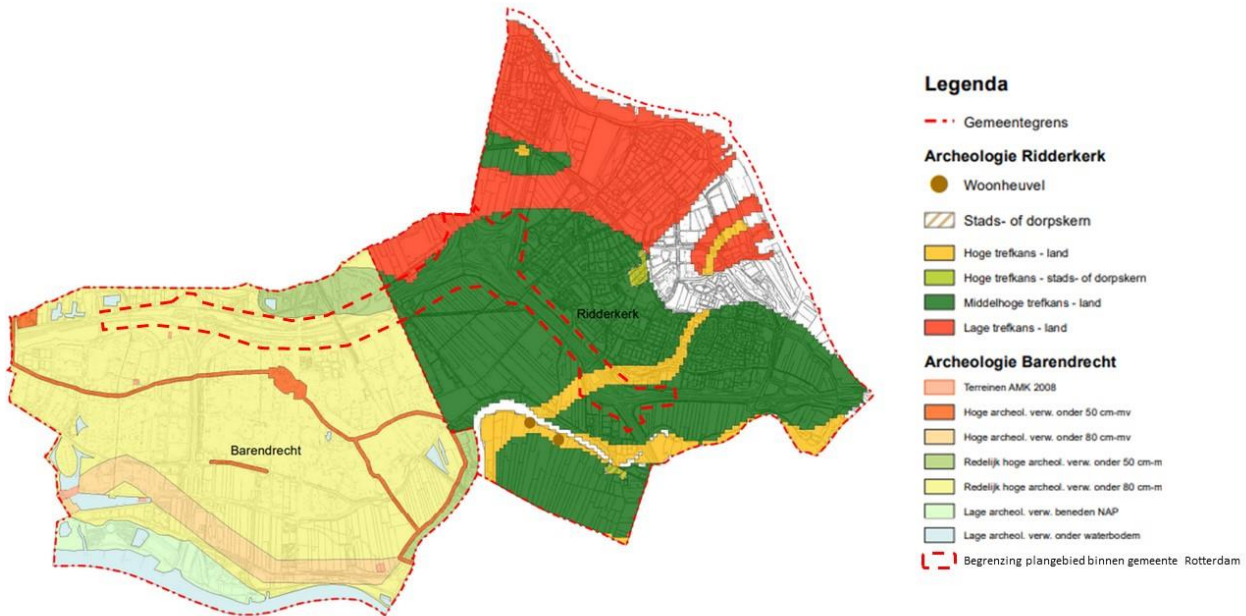 Ridderkerk
Barendrecht
Legenda
Gemeentegrens
Archeologie Ridderkerk
Woonheuvel
Stads- of dorpskern
Hoge trefkans - land
Hoge trefkans - stads- of dorpskern
Middelhoge trefkans - land
Lage trefkans - land
Archeologie Barendrecht
Terreinen AMK 2008
Hoge archeol. verw. onder 50 cm-mv
Hoge archeol. verw. onder 80 cm-mv
Redelijk hoge archeol. verw. onder 50 cm-m
Redelijk hoge archeol. verw. onder 80 cm-m
Lage archeol. verw. beneden NAP
Lage archeol. verw. onder waterbodem
Begrenzing plangebied binnen gemeente Rotterdam